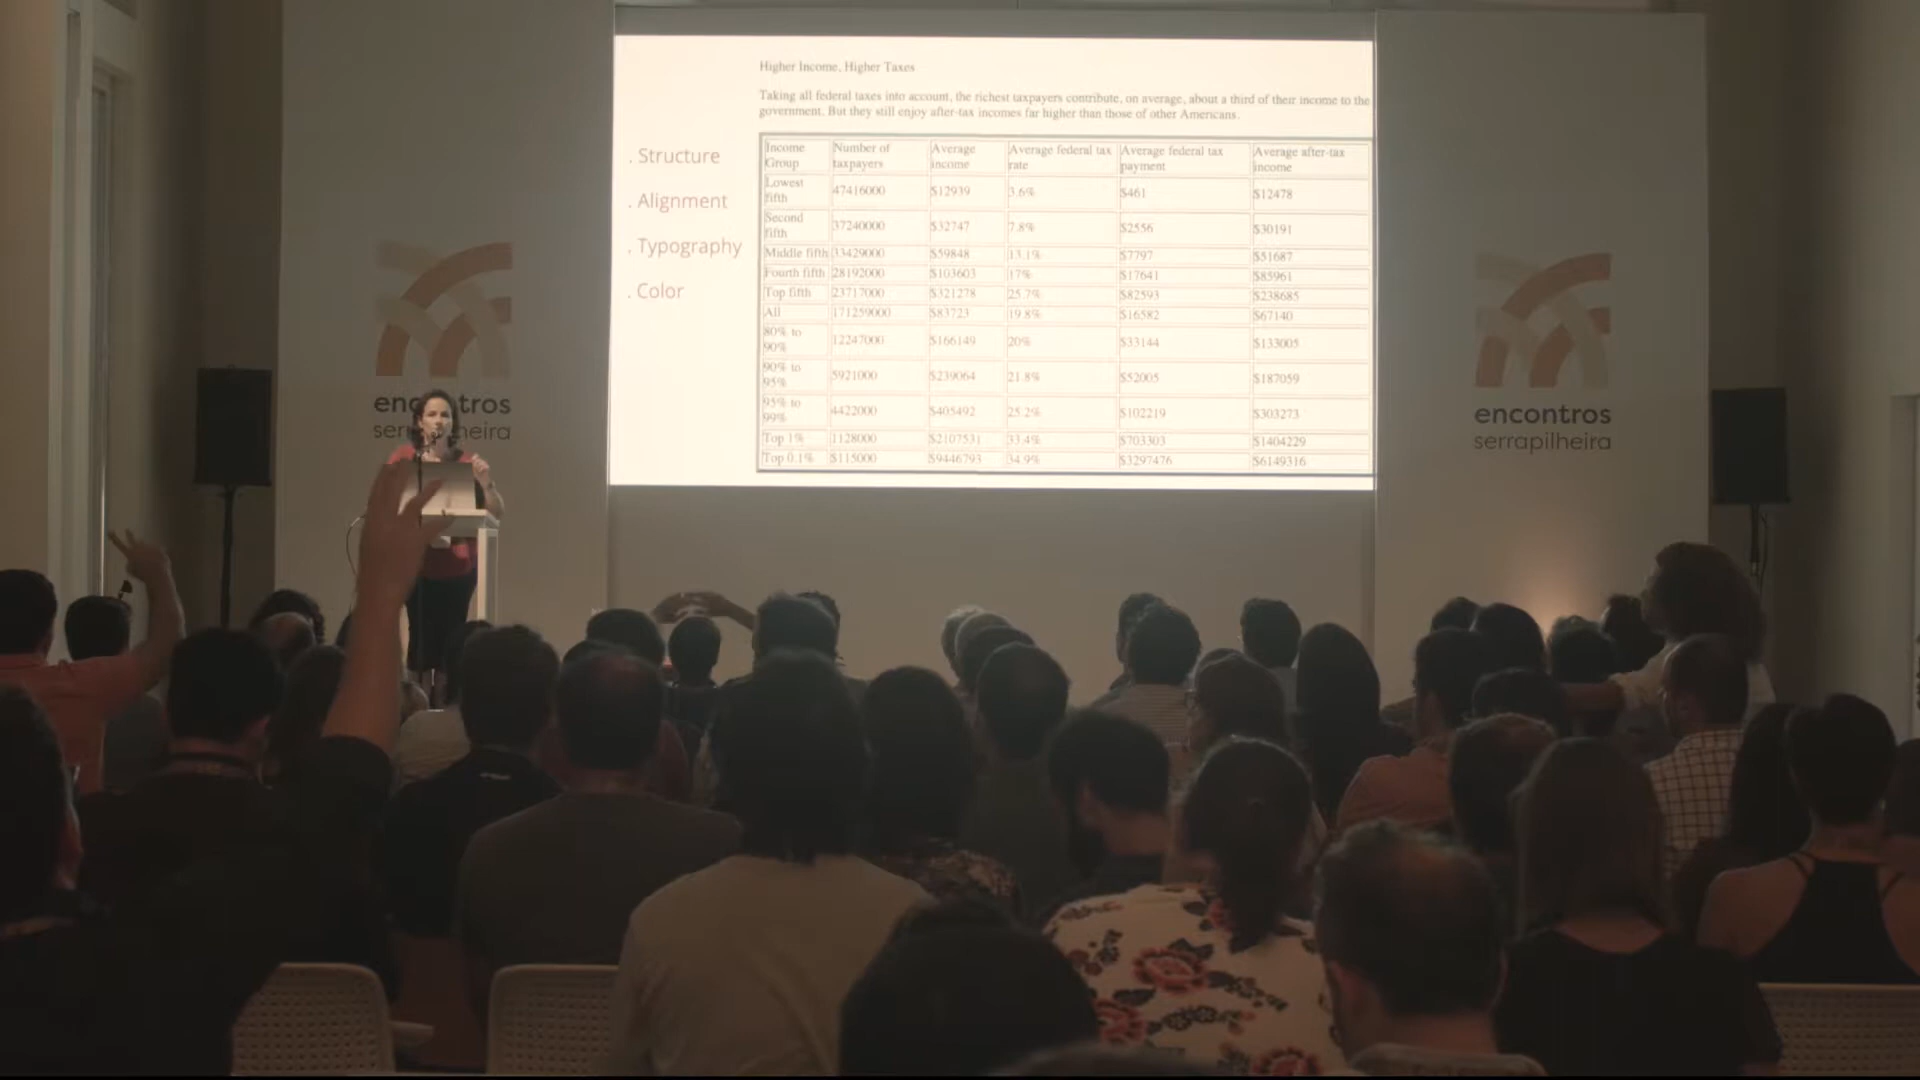 Higher Income, Higher Taxes
Taking all federal taxes into account, the richest taxpayers contribute, on average, about a third of their income to the
government. But they still enjoy after-tax incomes far higher than those of other Americans.
. Structure
. Alignment
. Typography
. Color
Income Group Number of taxpayers Average income Average federal tax rate Average federal tax payment Average after-tax income
Lowest fifth 47416000 $12939 3.6% $461 $12478
Second fifth 37240000 $32747 7.8% $2556 $30191
Middle fifth 33429000 $59848 13.1% $7797 $51687
Fourth fifth 28192000 $103603 17% $17641 $85961
Top fifth 23717000 $321278 25.7% $82593 $238685
All 171259000 $83723 19.8% $16582 $67140
80% to 90% 12247000 $166149 20% $33144 $133005
90% to 95% 5921000 $239064 21.8% $52005 $187059
95% to 99% 4422000 $405492 25.2% $102219 $303273
Top 1% 1128000 $2107531 33.4% $703303 $1404229
Top 0.1% $115000 $9446793 34.9% $3297476 $6149316
encontros
serrapilheira